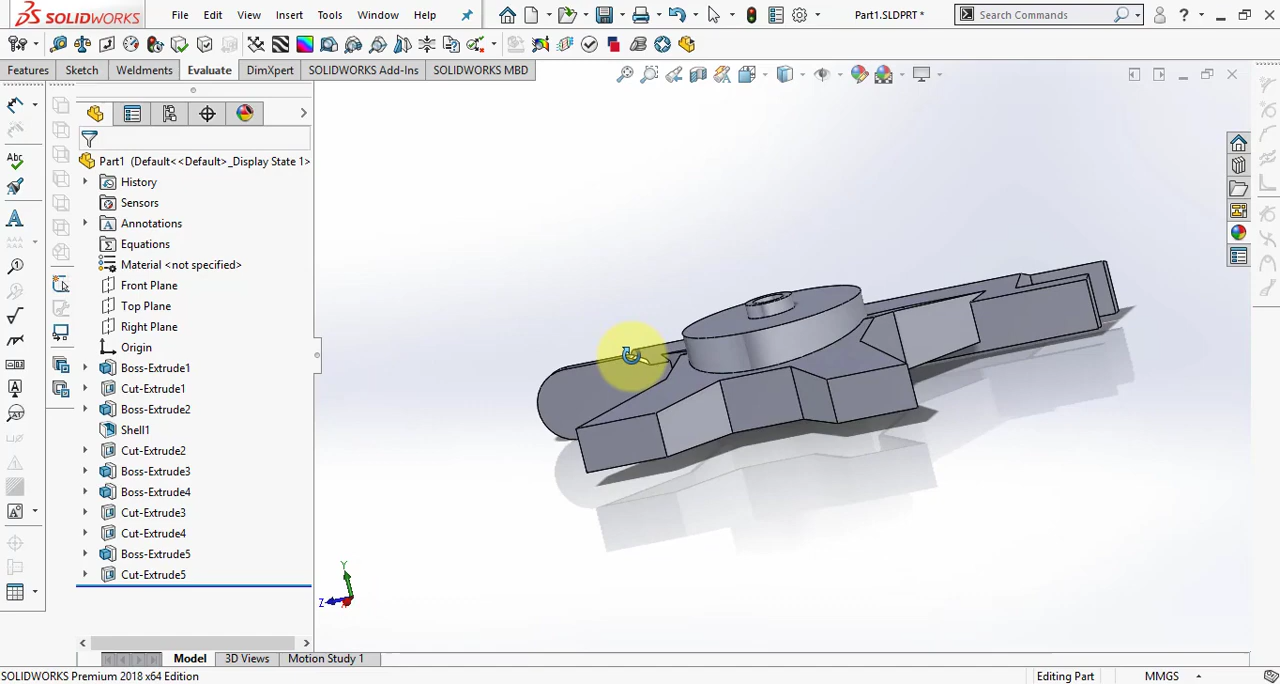 SOLIDWORKS File Edit View Insert Tools Window Help Part1.SLDPRT * Search Commands ?
Features Sketch Weldments Evaluate DimXpert SOLIDWORKS Add-Ins SOLIDWORKS MBD
Part1 (Default<<Default>_Display State 1>
History
Sensors
Annotations
Equations
Material <not specified>
Front Plane
Top Plane
Right Plane
Origin
Boss-Extrude1
Cut-Extrude1
Boss-Extrude2
Shell1
Cut-Extrude2
Boss-Extrude3
Boss-Extrude4
Cut-Extrude3
Cut-Extrude4
Boss-Extrude5
Cut-Extrude5
Abc
A
Y
Z
Model 3D Views Motion Study 1
SOLIDWORKS Premium 2018 x64 Edition Editing Part MMGS